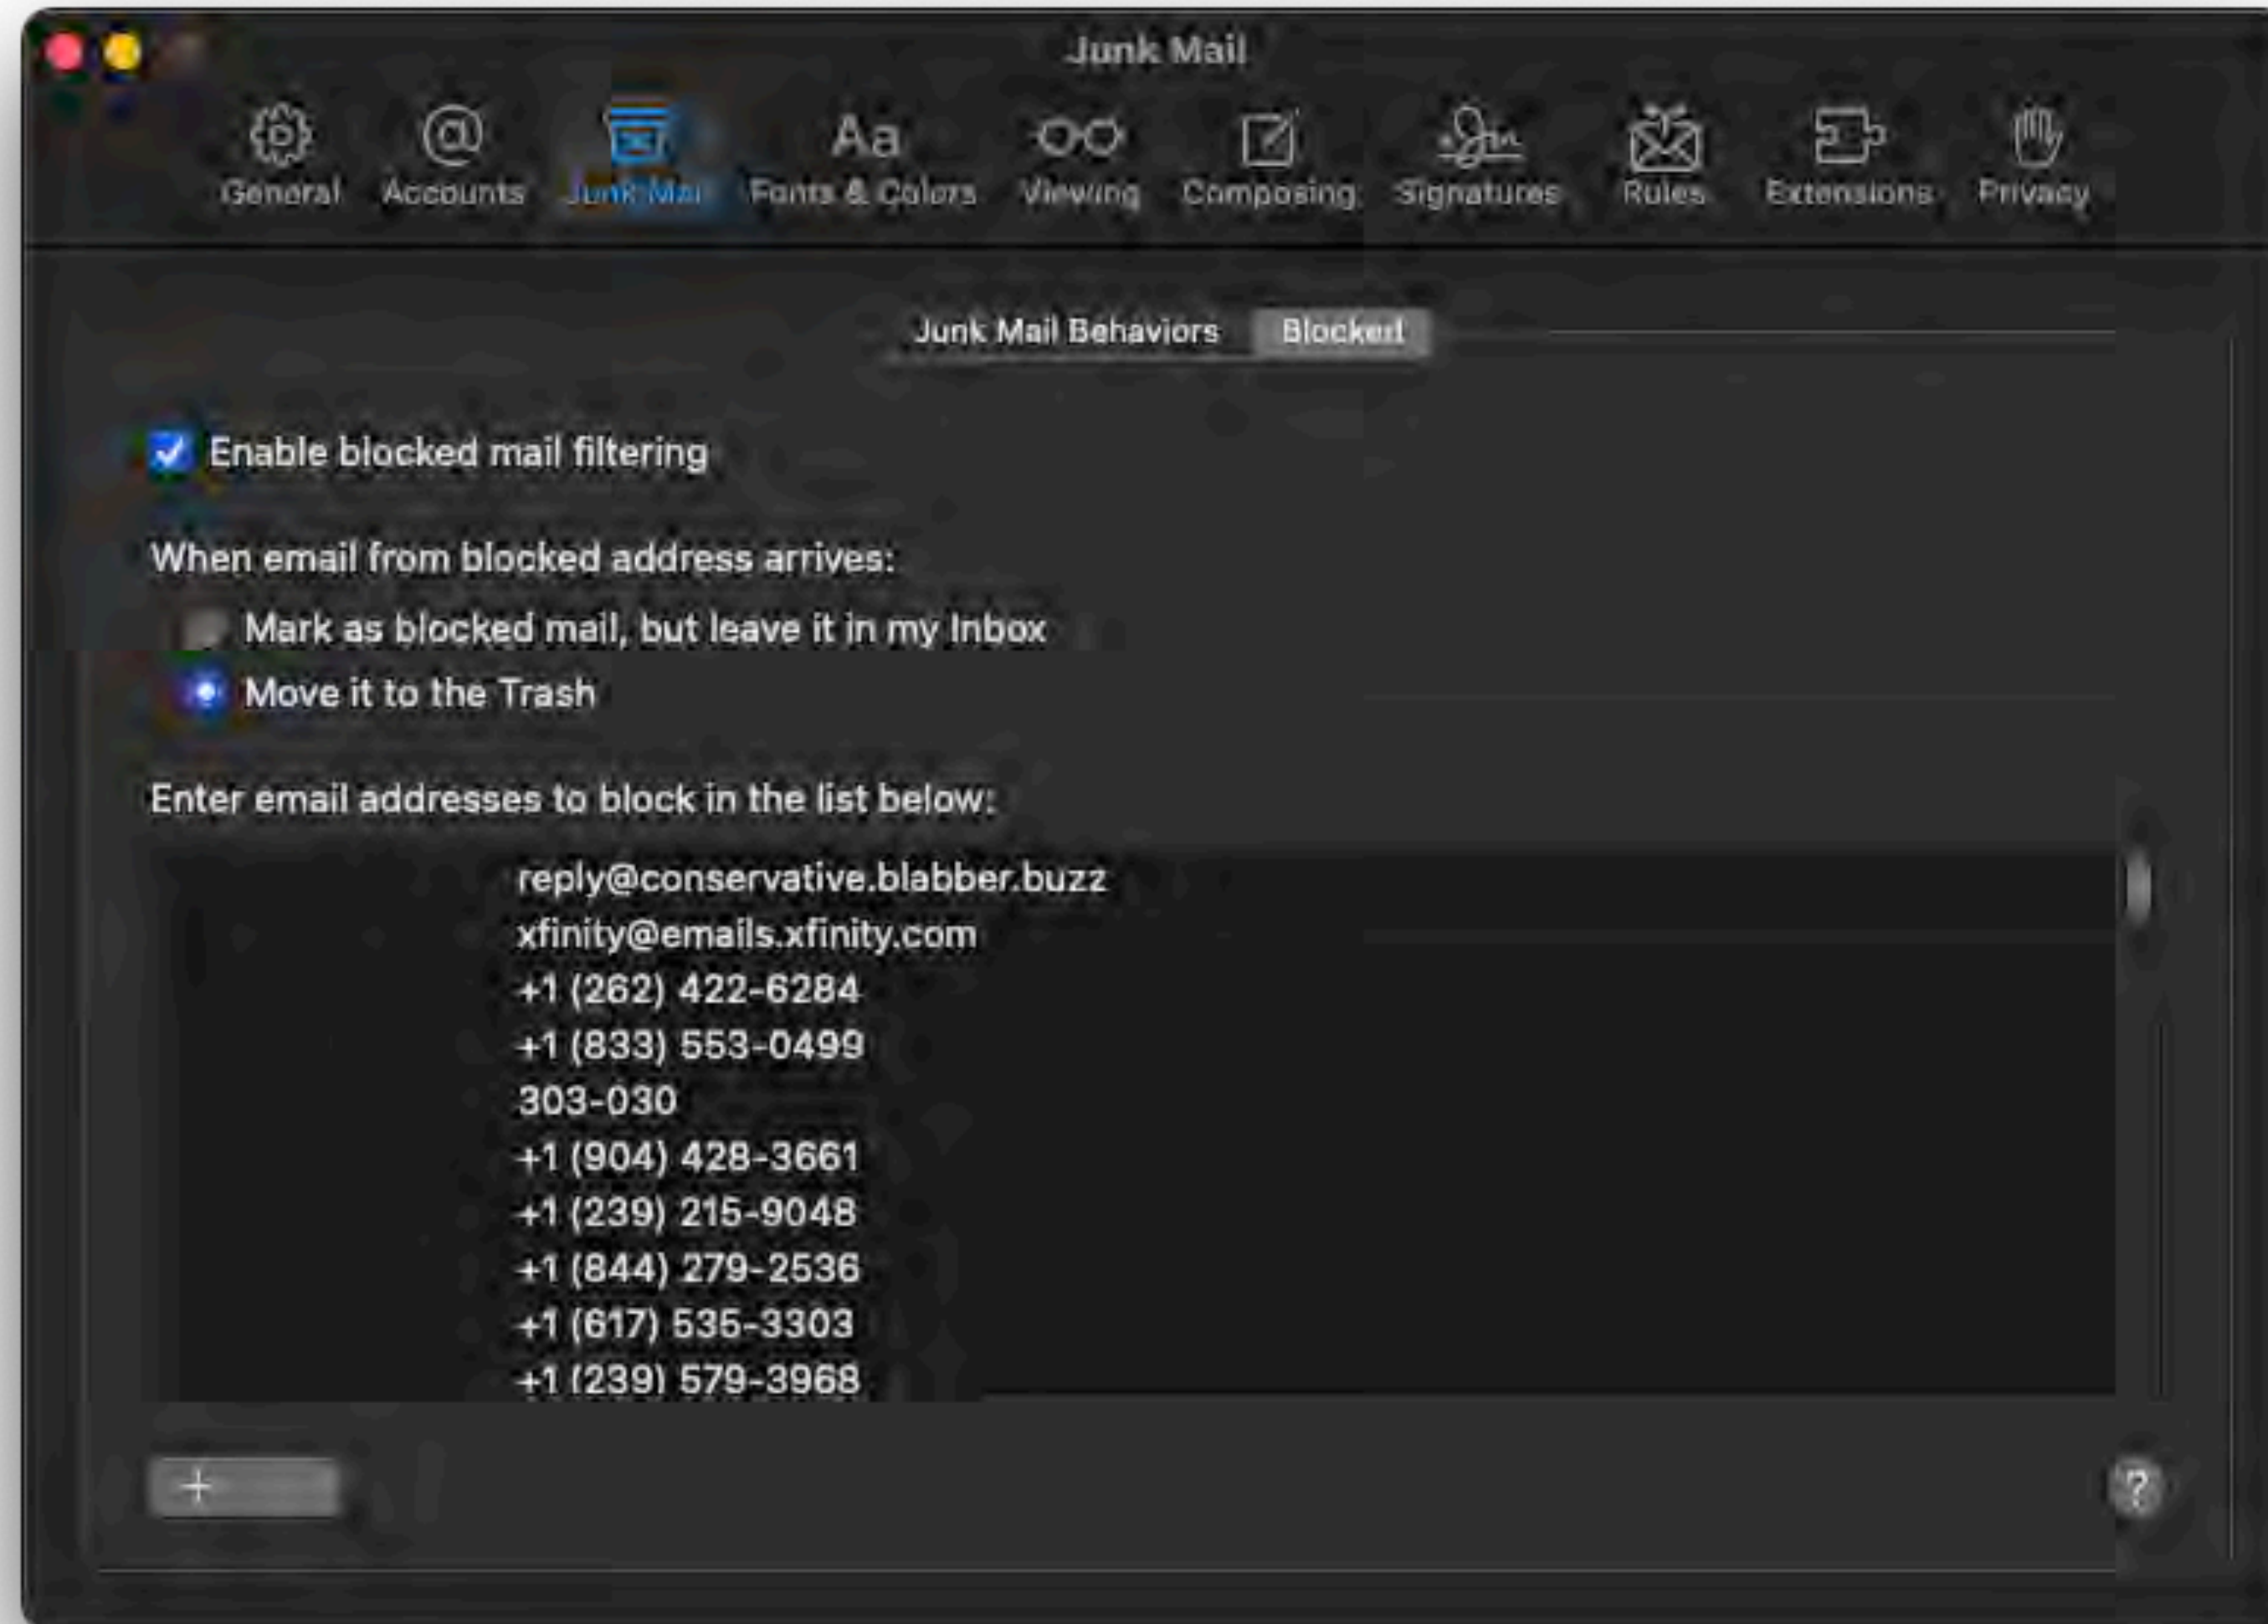 Junk Mail
General Accounts Junk Mail Fonts & Colors Viewing Composing Signatures Rules Extensions Privacy
Junk Mail Behaviors Blocked
Enable blocked mail filtering
When email from blocked address arrives:
Mark as blocked mail, but leave it in my Inbox
Move it to the Trash
Enter email addresses to block in the list below:
reply@conservative.blabber.buzz
xfinity@emails.xfinity.com
+1 (262) 422-6284
+1 (833) 553-0499
303-030
+1 (904) 428-3661
+1 (239) 215-9048
+1 (844) 279-2536
+1 (617) 535-3303
+1 (239) 579-3968
+
?